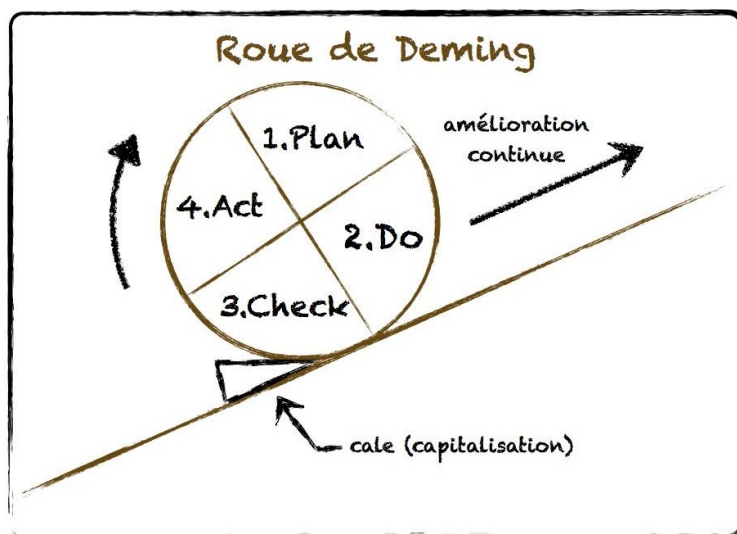 Roue de Deming
1.Plan
amélioration
continue
4.Act
2.Do
3.Check
cale (capitalisation)